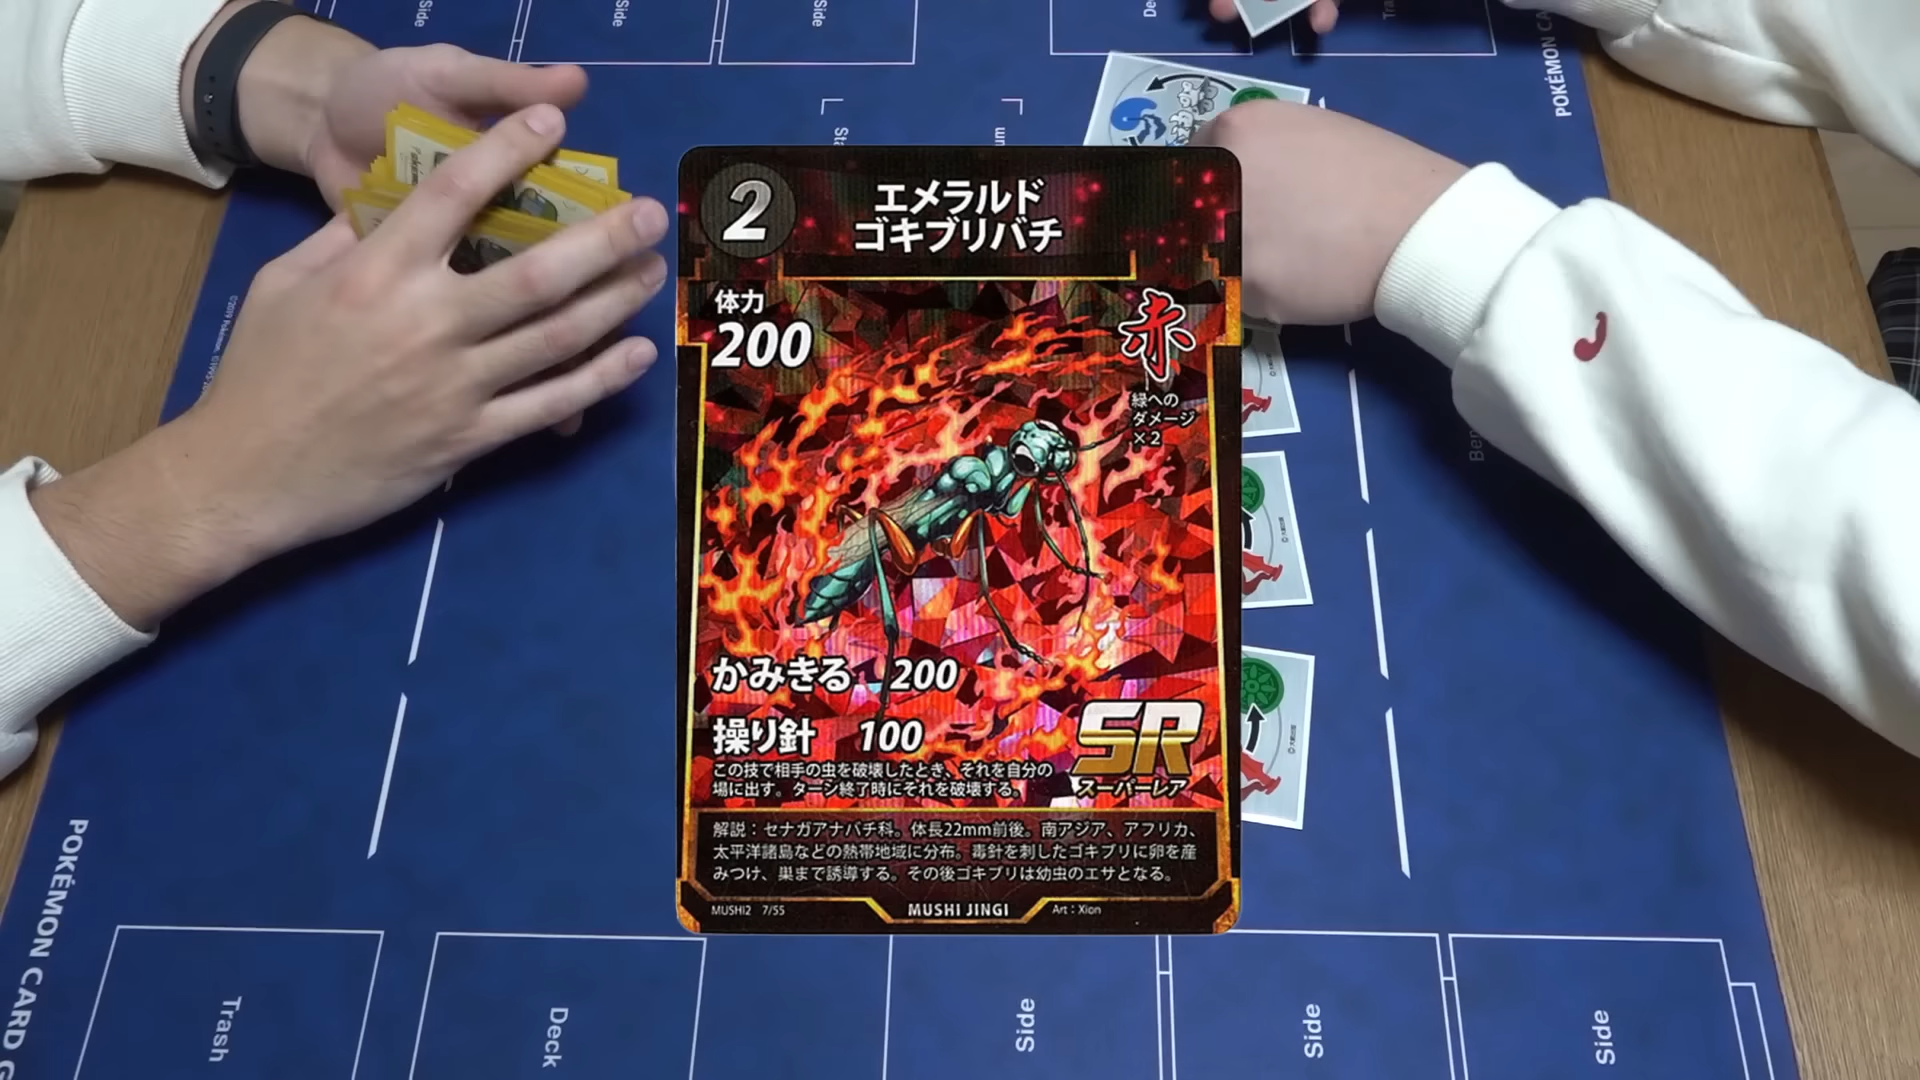 2
エメラルド
ゴキブリバチ
体力
200
赤
緑への
ダメージ
×2
かみきる 200
操り針 100
この技で相手の虫を破壊したとき、それを自分の
場に出す。ターン終了時にそれを破壊する。
SR
スーパーレア
解説：セナガアナバチ科。体長22mm前後。南アジア、アフリカ、
太平洋諸島などの熱帯地域に分布。毒針を刺したゴキブリに卵を産
みつけ、巣まで誘導する。その後ゴキブリは幼虫のエサとなる。
MUSHI2 7/55
MUSHI JINGI
Art：Xion
Side
Side
Side
POKÉMON CA
POKÉMON CARD G
Trash
Deck
Side
Side
Side